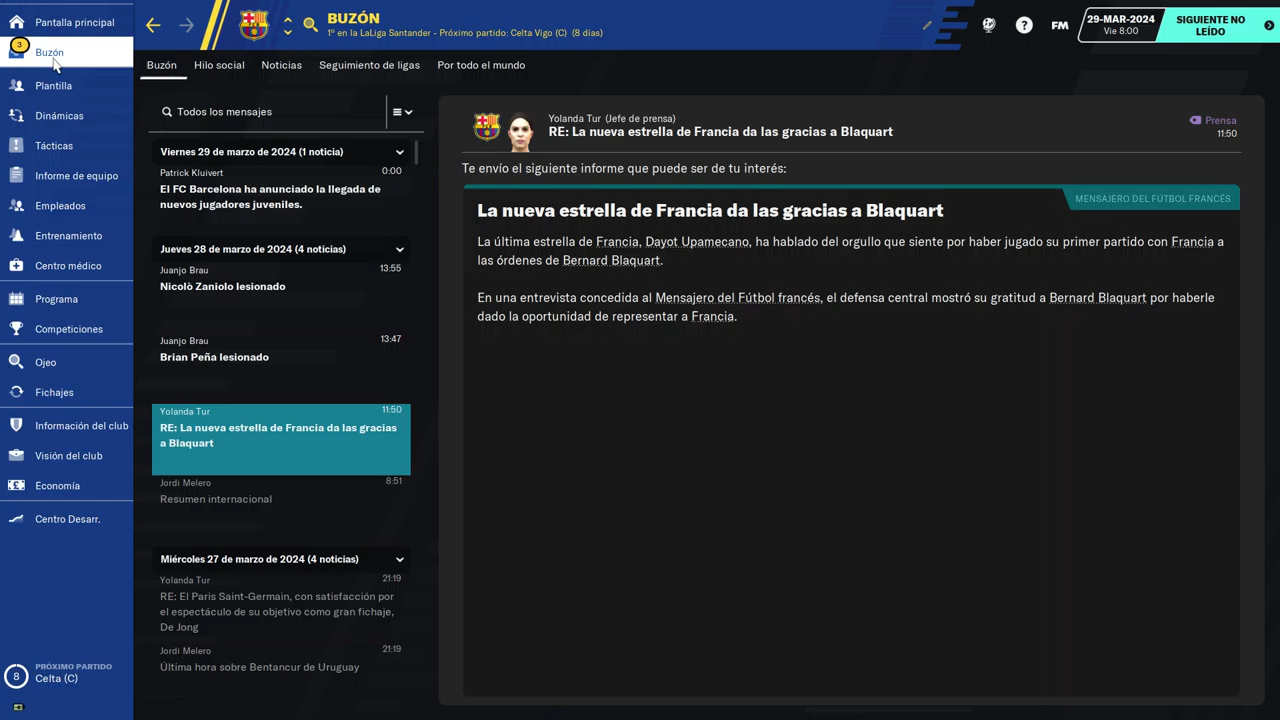 Pantalla principal
3
Buzón
Plantilla
Dinámicas
Tácticas
Informe de equipo
Empleados
Entrenamiento
Centro médico
Programa
Competiciones
Ojeo
Fichajes
Información del club
Visión del club
Economía
Centro Desarr.
8
PRÓXIMO PARTIDO
Celta (C)
BUZÓN
1º en la LaLiga Santander - Próximo partido: Celta Vigo (C) (8 días)
?
FM
29-MAR-2024
Vie 8:00
SIGUIENTE NO
LEÍDO
Buzón
Hilo social
Noticias
Seguimiento de ligas
Por todo el mundo
Todos los mensajes
Viernes 29 de marzo de 2024 (1 noticia)
Patrick Kluivert 0:00
El FC Barcelona ha anunciado la llegada de
nuevos jugadores juveniles.
Jueves 28 de marzo de 2024 (4 noticias)
Juanjo Brau 13:55
Nicolò Zaniolo lesionado
Juanjo Brau 13:47
Brian Peña lesionado
Yolanda Tur 11:50
RE: La nueva estrella de Francia da las gracias
a Blaquart
Jordi Melero 8:51
Resumen internacional
Miércoles 27 de marzo de 2024 (4 noticias)
Yolanda Tur 21:19
RE: El Paris Saint-Germain, con satisfacción por
el espectáculo de su objetivo como gran fichaje,
De Jong
Jordi Melero 21:19
Última hora sobre Bentancur de Uruguay
Yolanda Tur (Jefe de prensa)
RE: La nueva estrella de Francia da las gracias a Blaquart
Prensa
11:50
Te envío el siguiente informe que puede ser de tu interés:
MENSAJERO DEL FÚTBOL FRANCÉS
La nueva estrella de Francia da las gracias a Blaquart
La última estrella de Francia, Dayot Upamecano, ha hablado del orgullo que siente por haber jugado su primer partido con Francia a
las órdenes de Bernard Blaquart.
En una entrevista concedida al Mensajero del Fútbol francés, el defensa central mostró su gratitud a Bernard Blaquart por haberle
dado la oportunidad de representar a Francia.